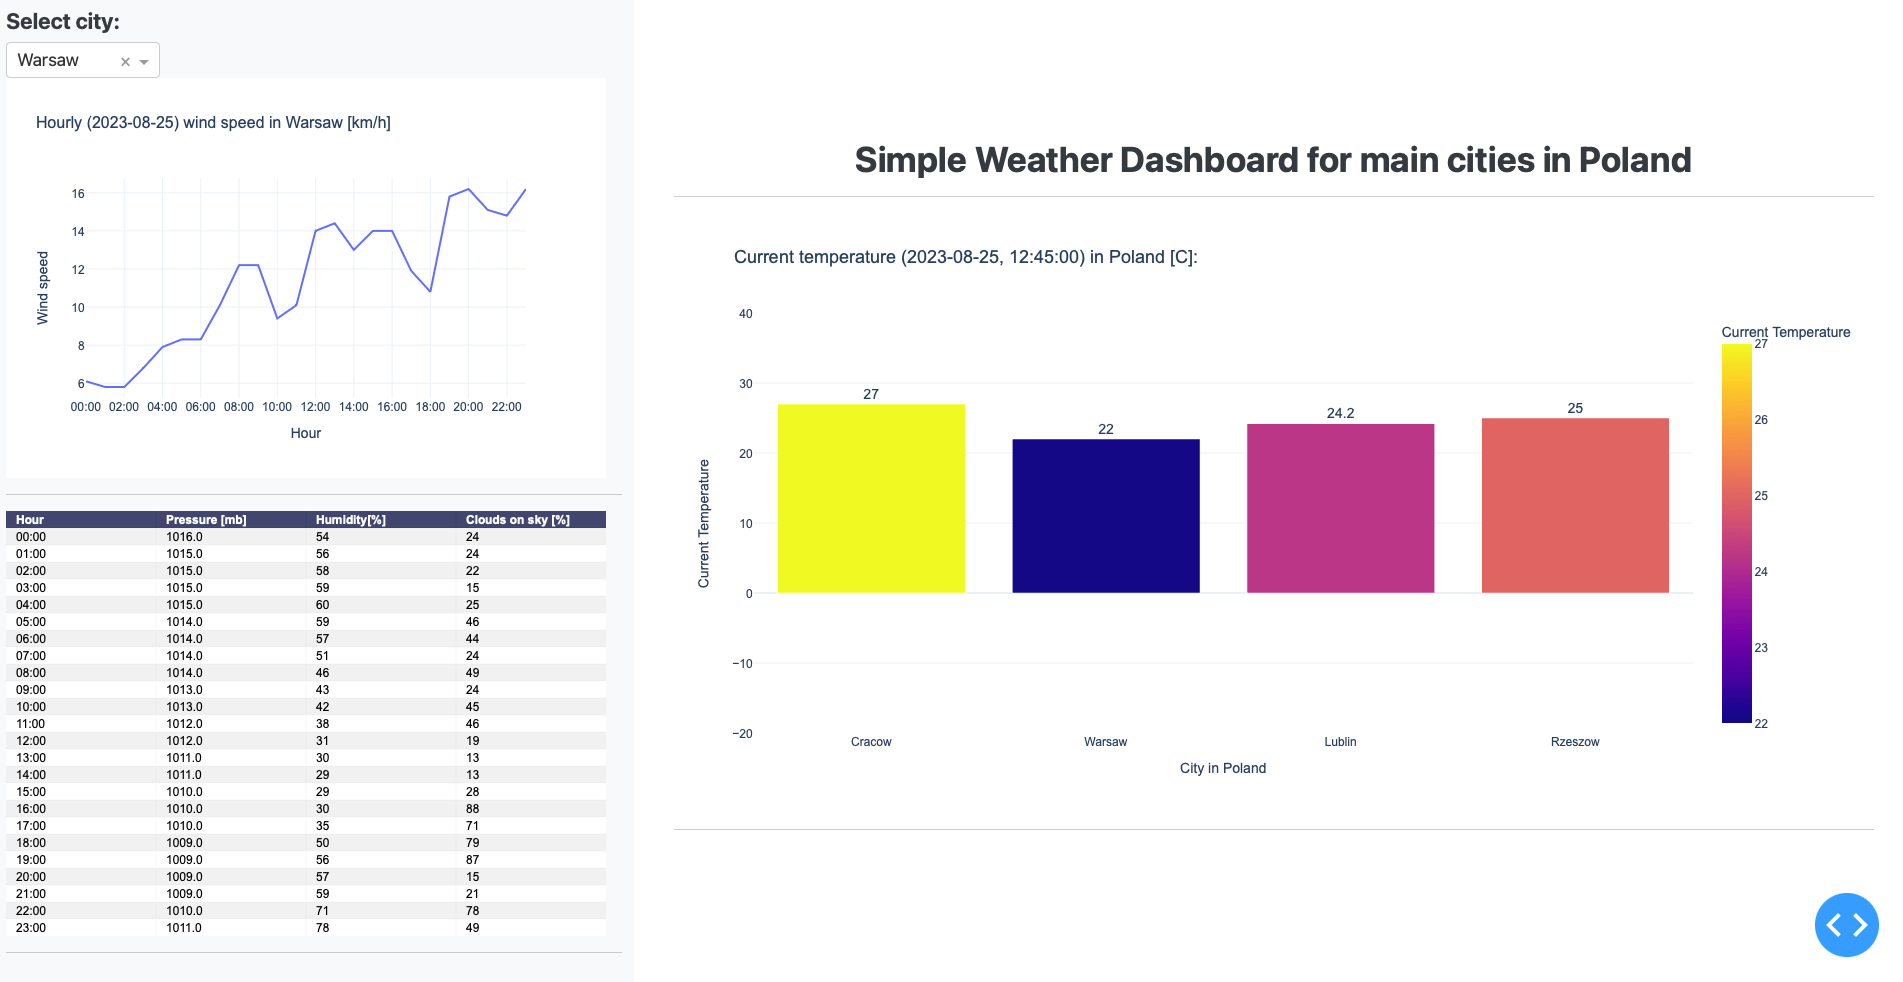 Select city:
Warsaw
Hourly (2023-08-25) wind speed in Warsaw [km/h]
Wind speed
16
14
12
10
8
6
00:00 02:00 04:00 06:00 08:00 10:00 12:00 14:00 16:00 18:00 20:00 22:00
Hour
Hour Pressure [mb] Humidity[%] Clouds on sky [%]
00:00 1016.0 54 24
01:00 1015.0 56 24
02:00 1015.0 58 22
03:00 1015.0 59 15
04:00 1015.0 60 25
05:00 1014.0 59 46
06:00 1014.0 57 44
07:00 1014.0 51 24
08:00 1014.0 46 49
09:00 1013.0 43 24
10:00 1013.0 42 45
11:00 1012.0 38 46
12:00 1012.0 31 19
13:00 1011.0 30 13
14:00 1011.0 29 13
15:00 1010.0 29 28
16:00 1010.0 30 88
17:00 1010.0 35 71
18:00 1009.0 50 79
19:00 1009.0 56 87
20:00 1009.0 57 15
21:00 1009.0 59 21
22:00 1010.0 71 78
23:00 1011.0 78 49
Simple Weather Dashboard for main cities in Poland
Current temperature (2023-08-25, 12:45:00) in Poland [C]:
Current Temperature
40
30
20
10
0
−10
−20
27
22
24.2
25
Cracow Warsaw Lublin Rzeszow
City in Poland
Current Temperature
27
26
25
24
23
22